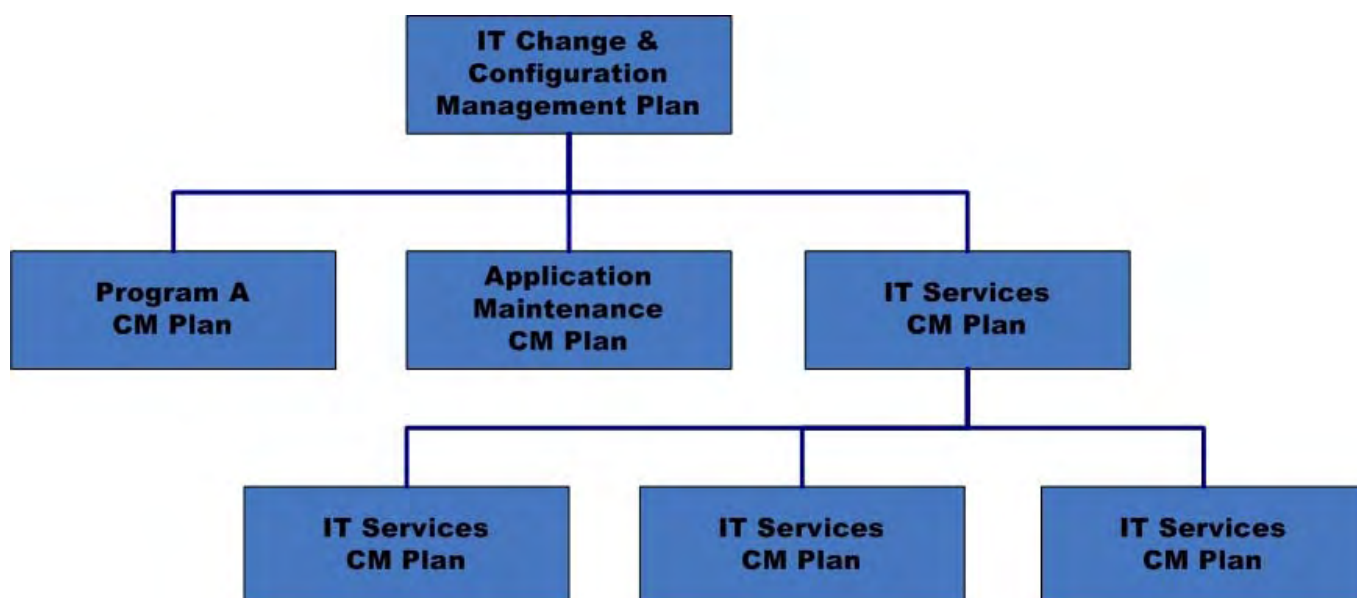 IT Change &
Configuration
Management Plan
Program A
CM Plan
Application
Maintenance
CM Plan
IT Services
CM Plan
IT Services
CM Plan
IT Services
CM Plan
IT Services
CM Plan